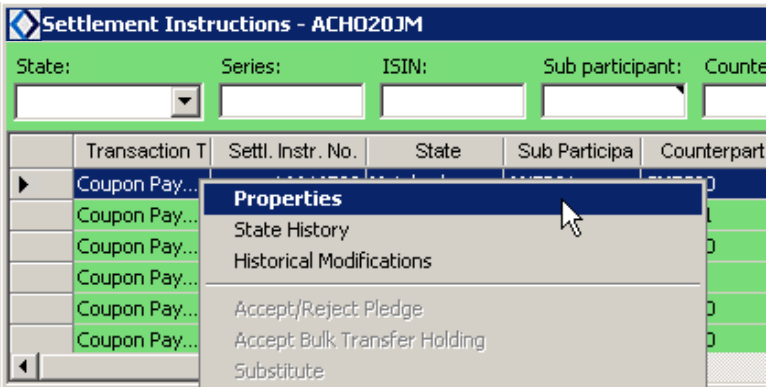 Settlement Instructions - ACHO20JM
State: Series: ISIN: Sub participant: Counte
Transaction T Settl. Instr. No. State Sub Participa Counterpart
Coupon Pay...
Properties
Coupon Pay...
State History
Coupon Pay...
Historical Modifications
Coupon Pay...
Coupon Pay...
Accept/Reject Pledge
Coupon Pay...
Accept Bulk Transfer Holding
Substitute